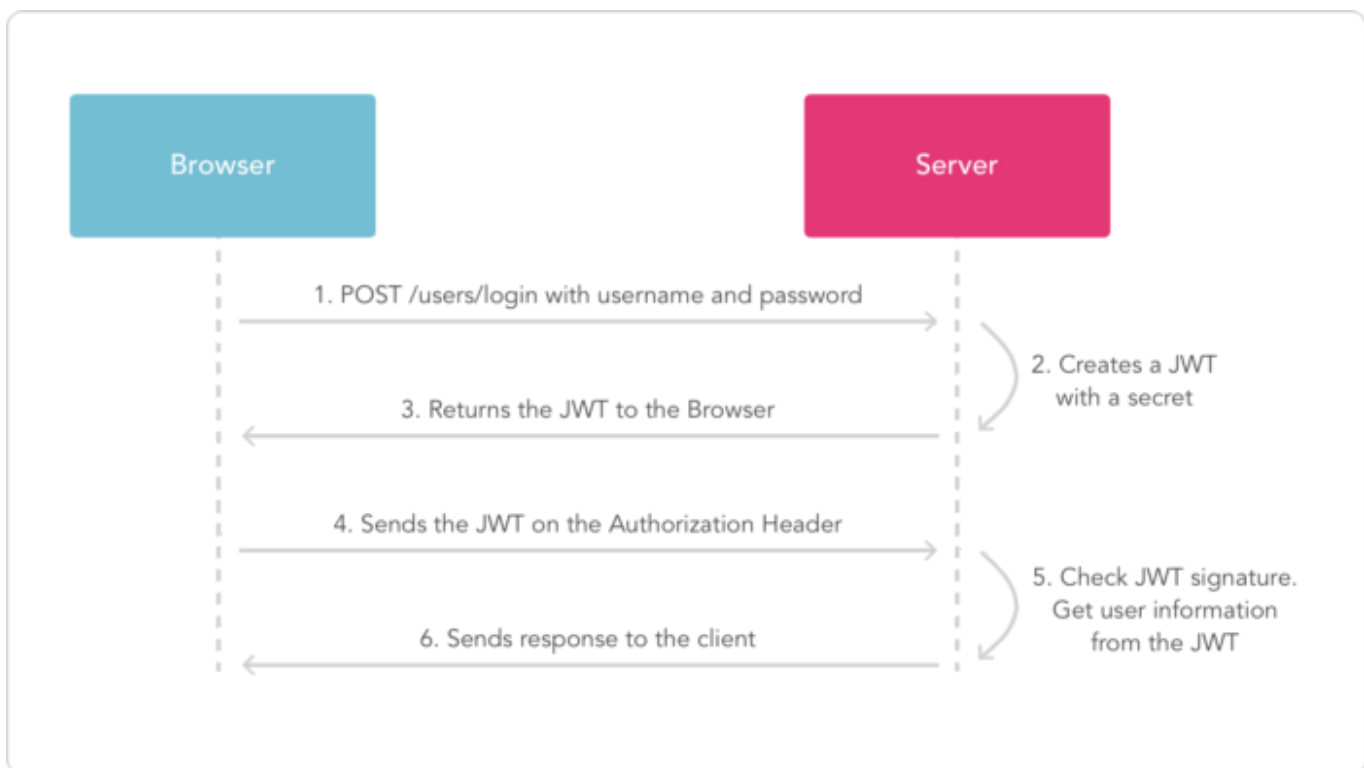 Browser
Server
1. POST /users/login with username and password
2. Creates a JWT
with a secret
3. Returns the JWT to the Browser
4. Sends the JWT on the Authorization Header
5. Check JWT signature.
Get user information
from the JWT
6. Sends response to the client